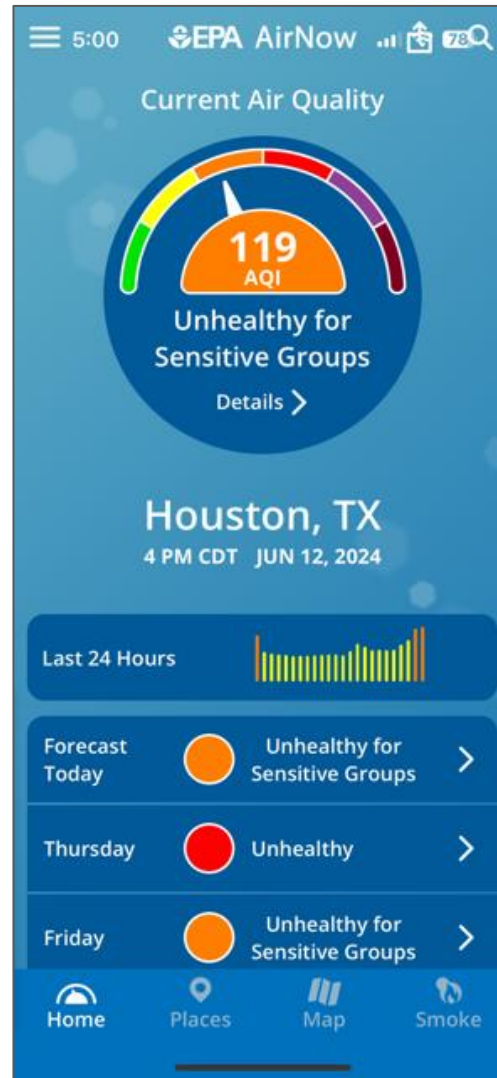 5:00 EPA AirNow 78
Current Air Quality
119
AQI
Unhealthy for
Sensitive Groups
Details
Houston, TX
4 PM CDT JUN 12, 2024
Last 24 Hours
Forecast
Today
Unhealthy for
Sensitive Groups
Thursday
Unhealthy
Friday
Unhealthy for
Sensitive Groups
Home
Places
Map
Smoke